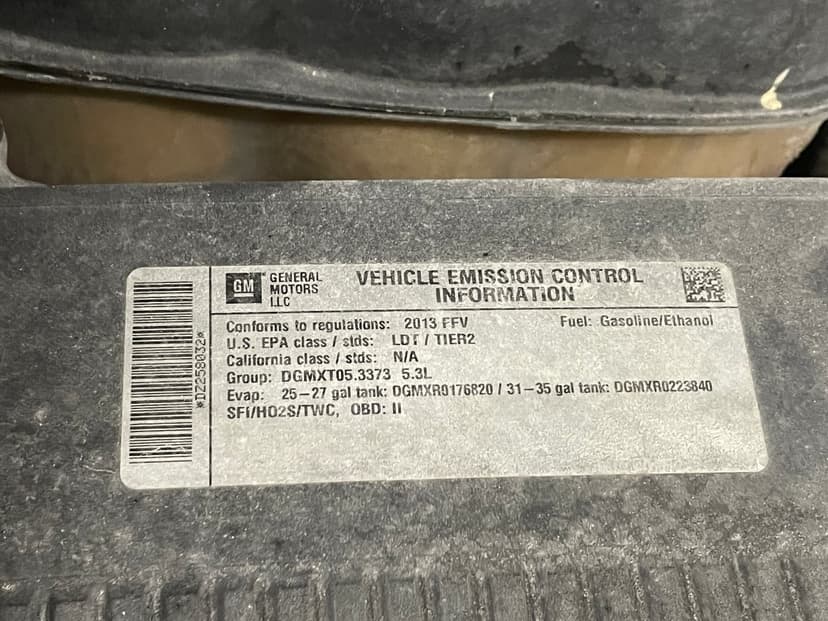 GM
GENERAL
MOTORS
LLC
VEHICLE EMISSION CONTROL
INFORMATION
Conforms to regulations: 2013 FFV
Fuel: Gasoline/Ethanol
U.S. EPA class / stds: LDT / TIER2
California class / stds: N/A
Group: DGMXT05.3373 5.3L
Evap: 25-27 gal tank: DGMXR0176820 / 31-35 gal tank: DGMXR0223840
SFI/HO2S/TWC, OBD: II
*DZ258032*